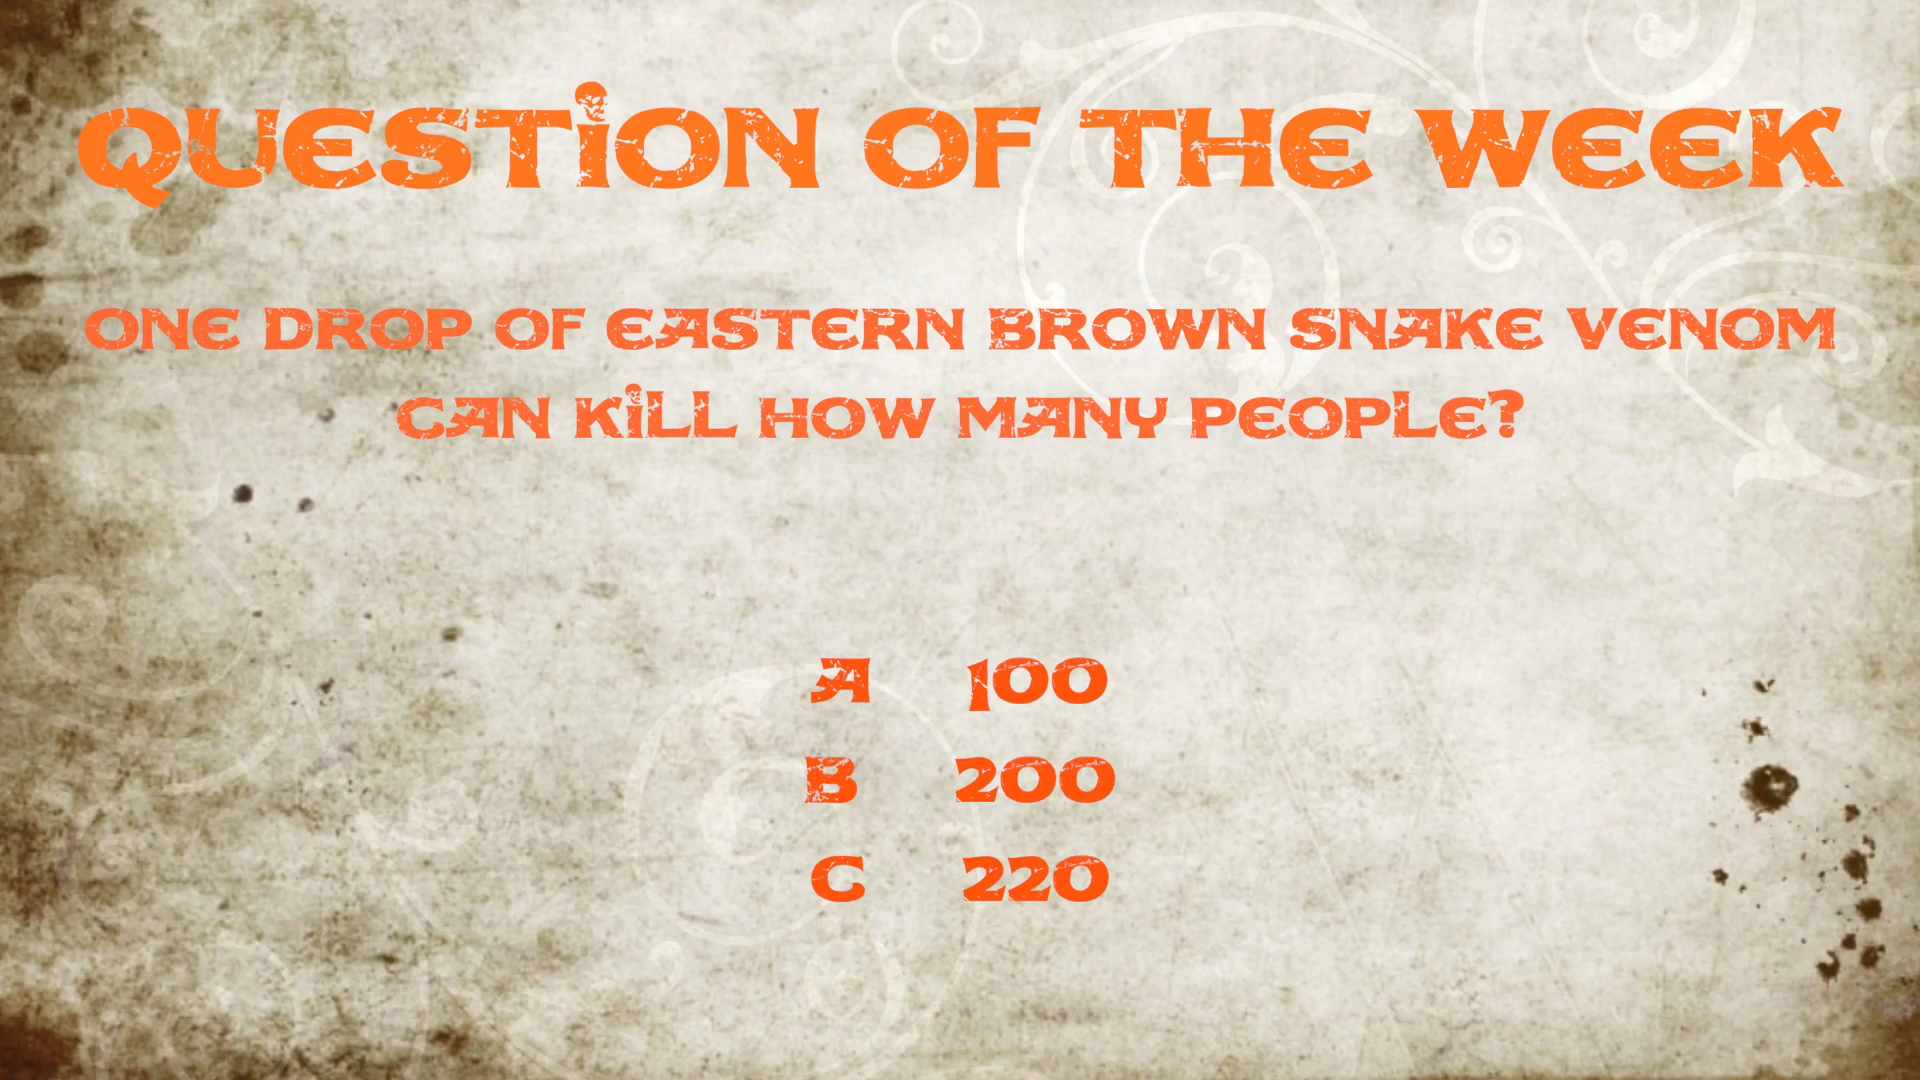 QUESTiON OF THE WEEK
ONE DROP OF EASTERN BROWN SNAKE VENOM
CAN KiLL HOW MANY PEOPLE?
A 100
B 200
C 220